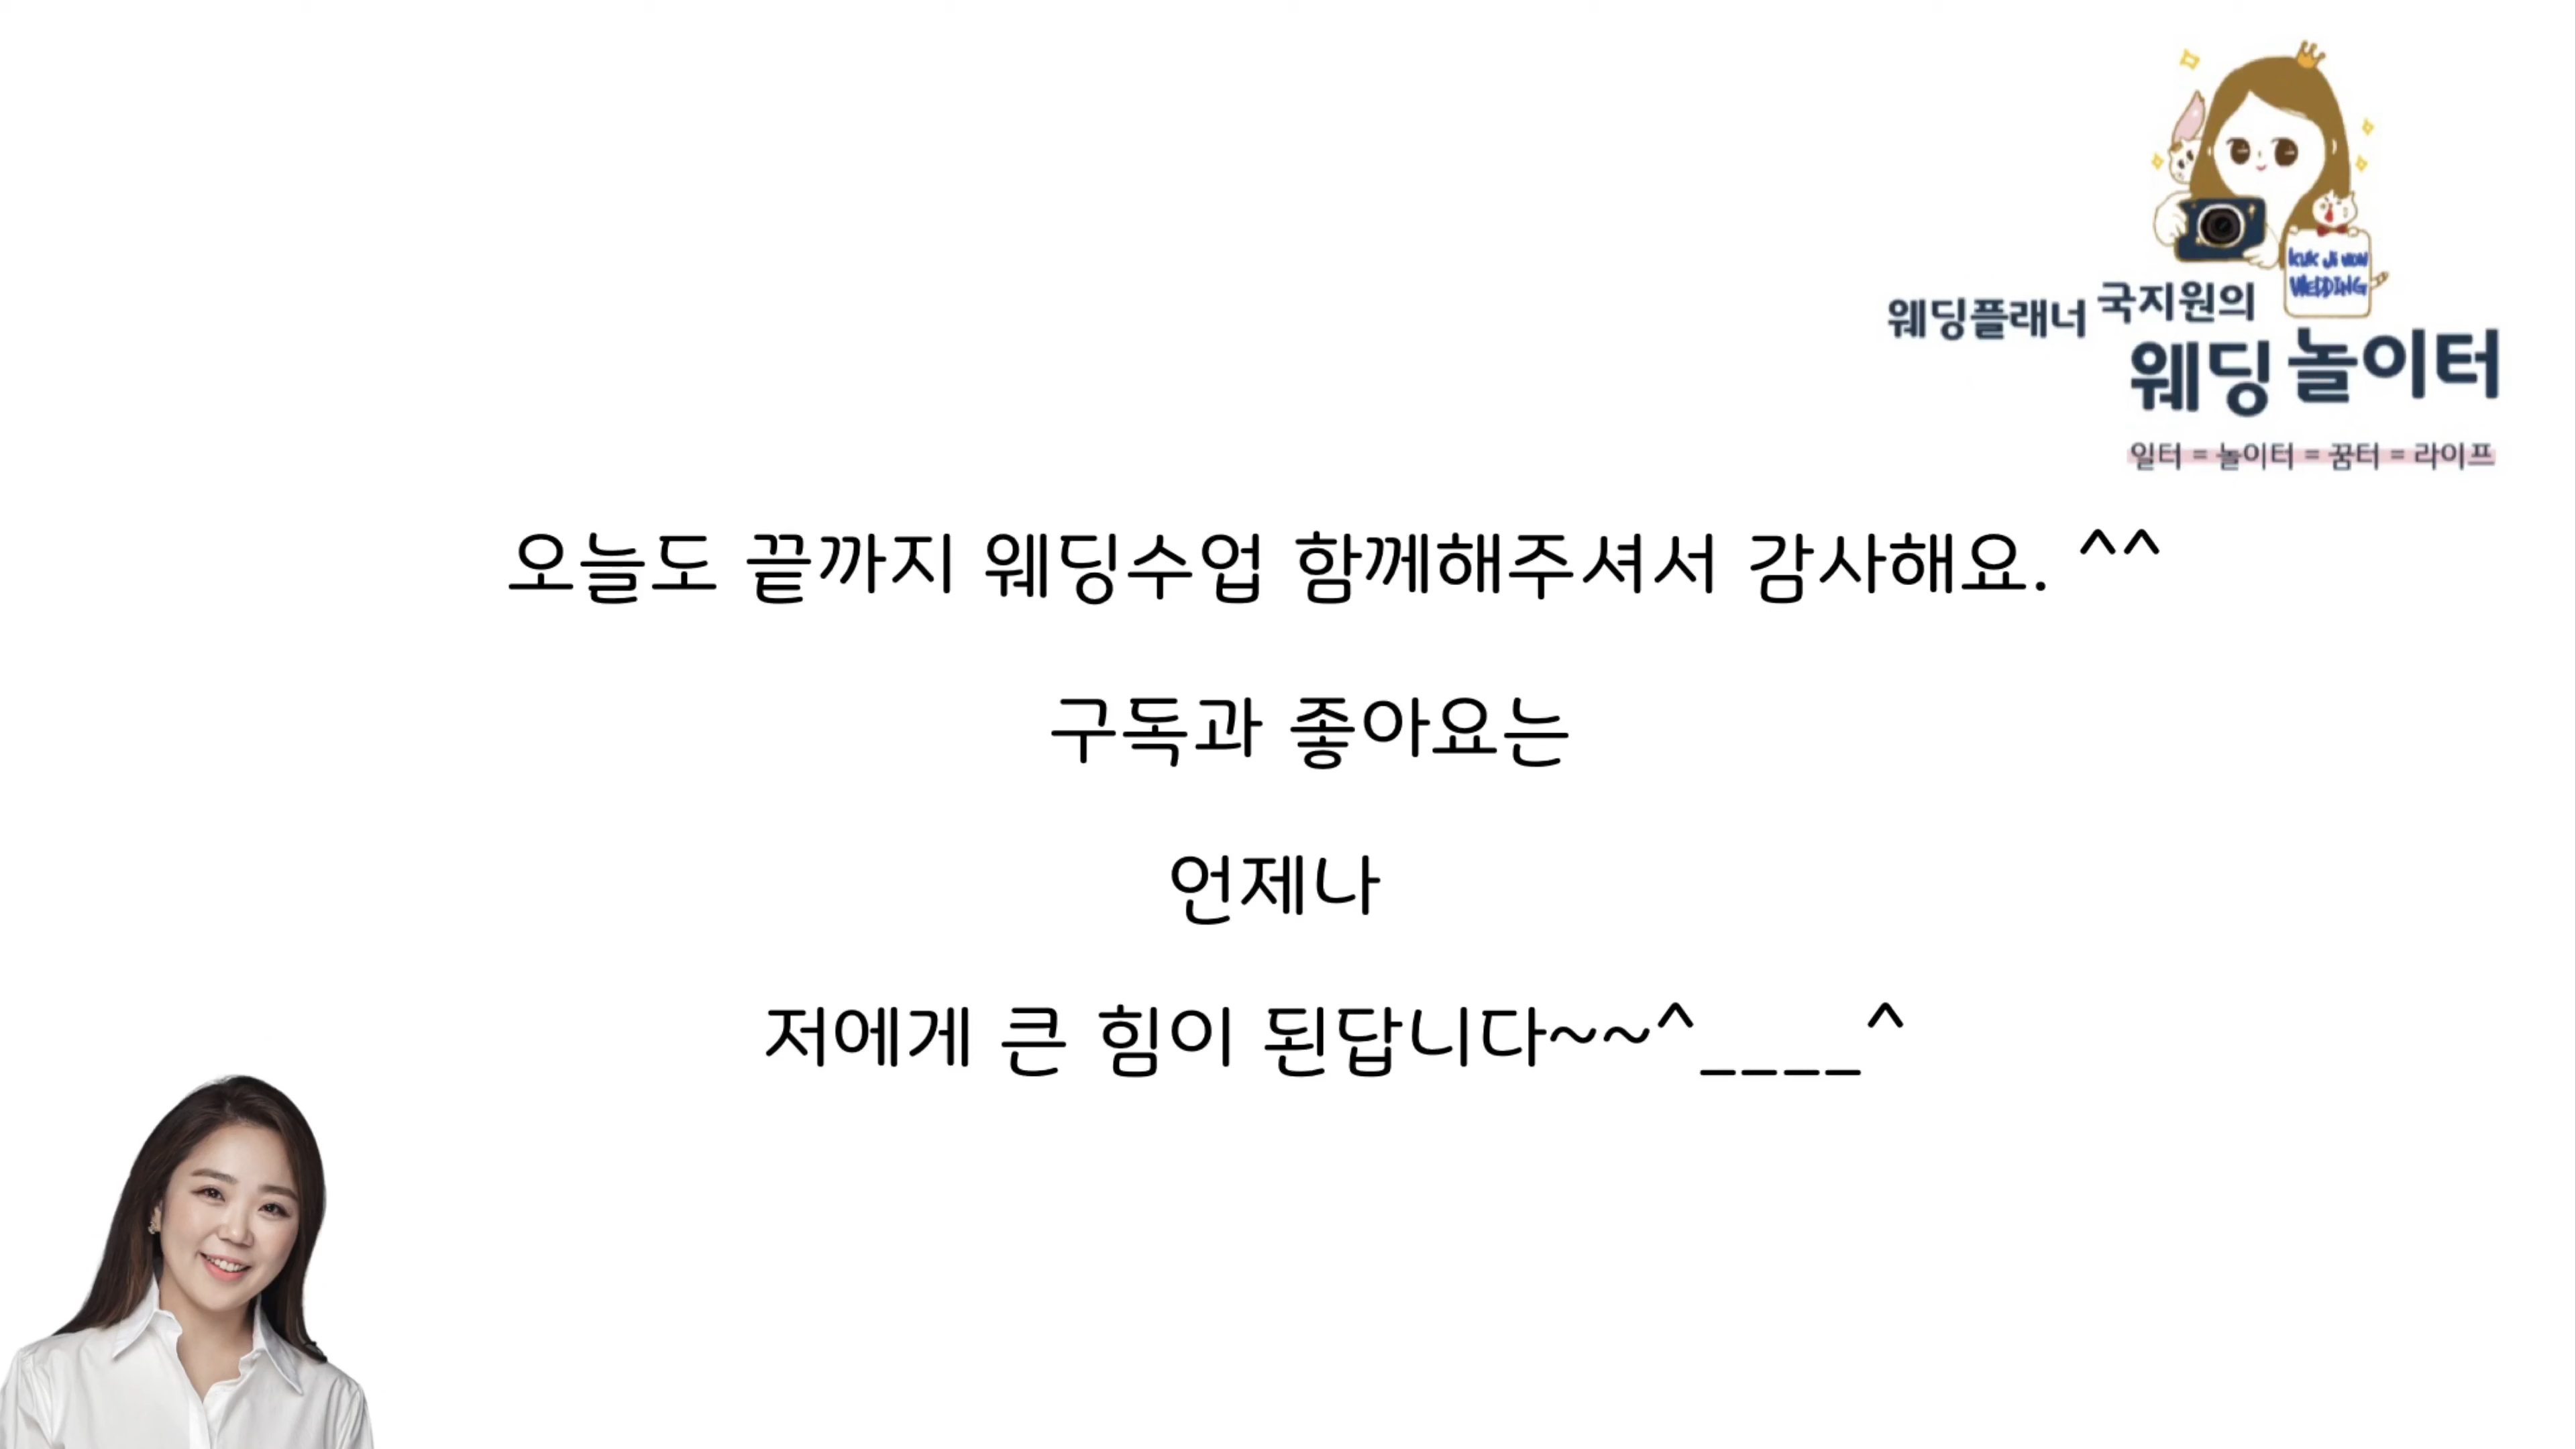 KUK JI WON
WEDDING
웨딩플래너 국지원의
웨딩 놀이터
일터 = 놀이터 = 꿈터 = 라이프
오늘도 끝까지 웨딩수업 함께해주셔서 감사해요. ^^
구독과 좋아요는
언제나
저에게 큰 힘이 된답니다~~^____^